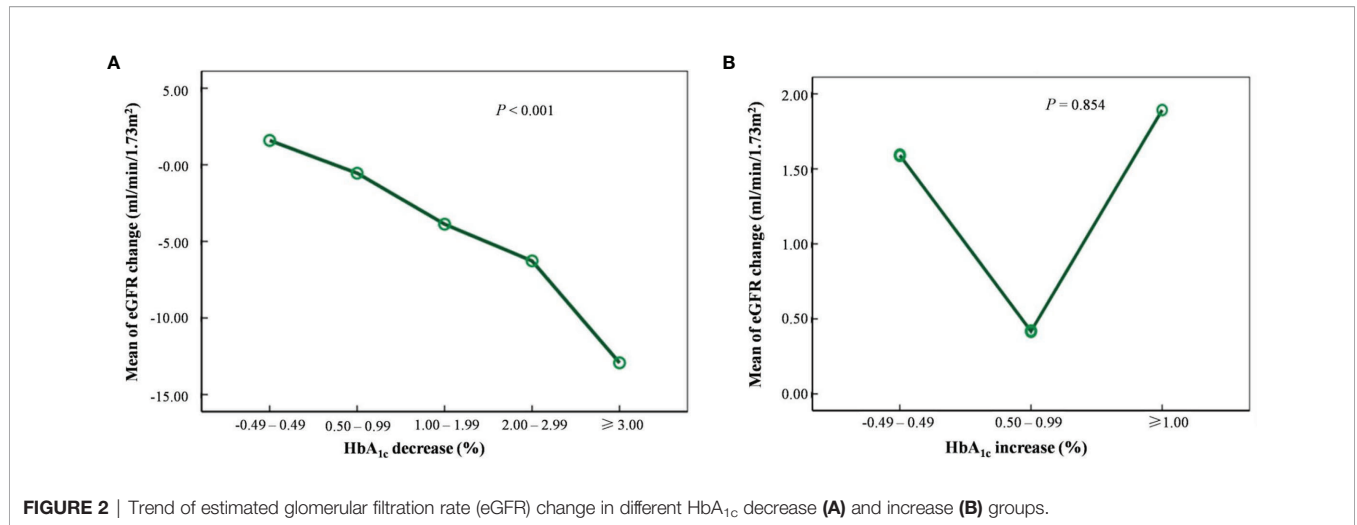 A
Mean of eGFR change (ml/min/1.73m²)
5.00
-0.00
-5.00
-10.00
-15.00
P < 0.001
-0.49 – 0.49 0.50 – 0.99 1.00 – 1.99 2.00 – 2.99 ⩾ 3.00
HbA₁c decrease (%)
B
Mean of eGFR change (ml/min/1.73m²)
2.00
1.50
1.00
0.50
0.00
P = 0.854
-0.49 – 0.49 0.50 – 0.99 ⩾1.00
HbA₁c increase (%)
FIGURE 2 | Trend of estimated glomerular filtration rate (eGFR) change in different HbA₁c decrease (A) and increase (B) groups.